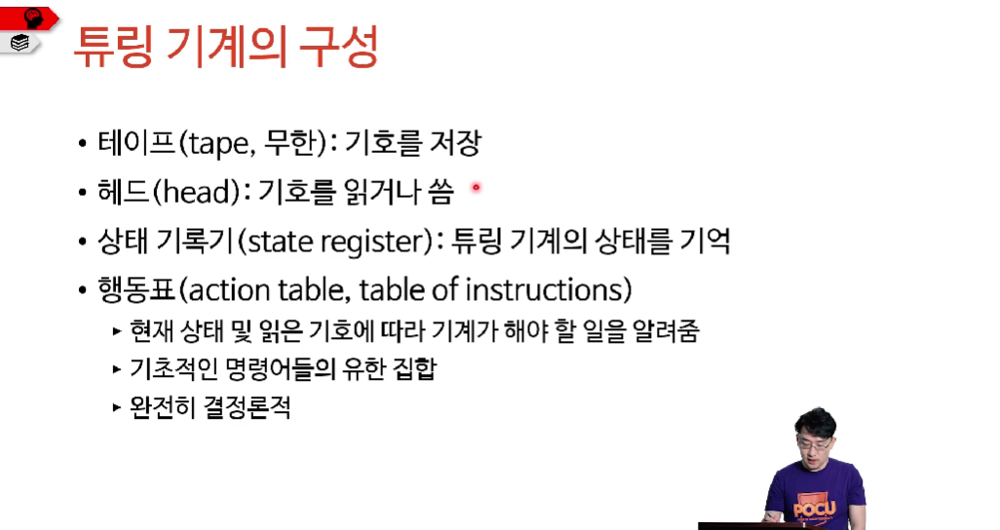 튜링 기계의 구성
• 테이프(tape, 무한): 기호를 저장
• 헤드(head): 기호를 읽거나 씀
• 상태 기록기(state register): 튜링 기계의 상태를 기억
• 행동표(action table, table of instructions)
▸ 현재 상태 및 읽은 기호에 따라 기계가 해야 할 일을 알려줌
▸ 기초적인 명령어들의 유한 집합
▸ 완전히 결정론적
POCU